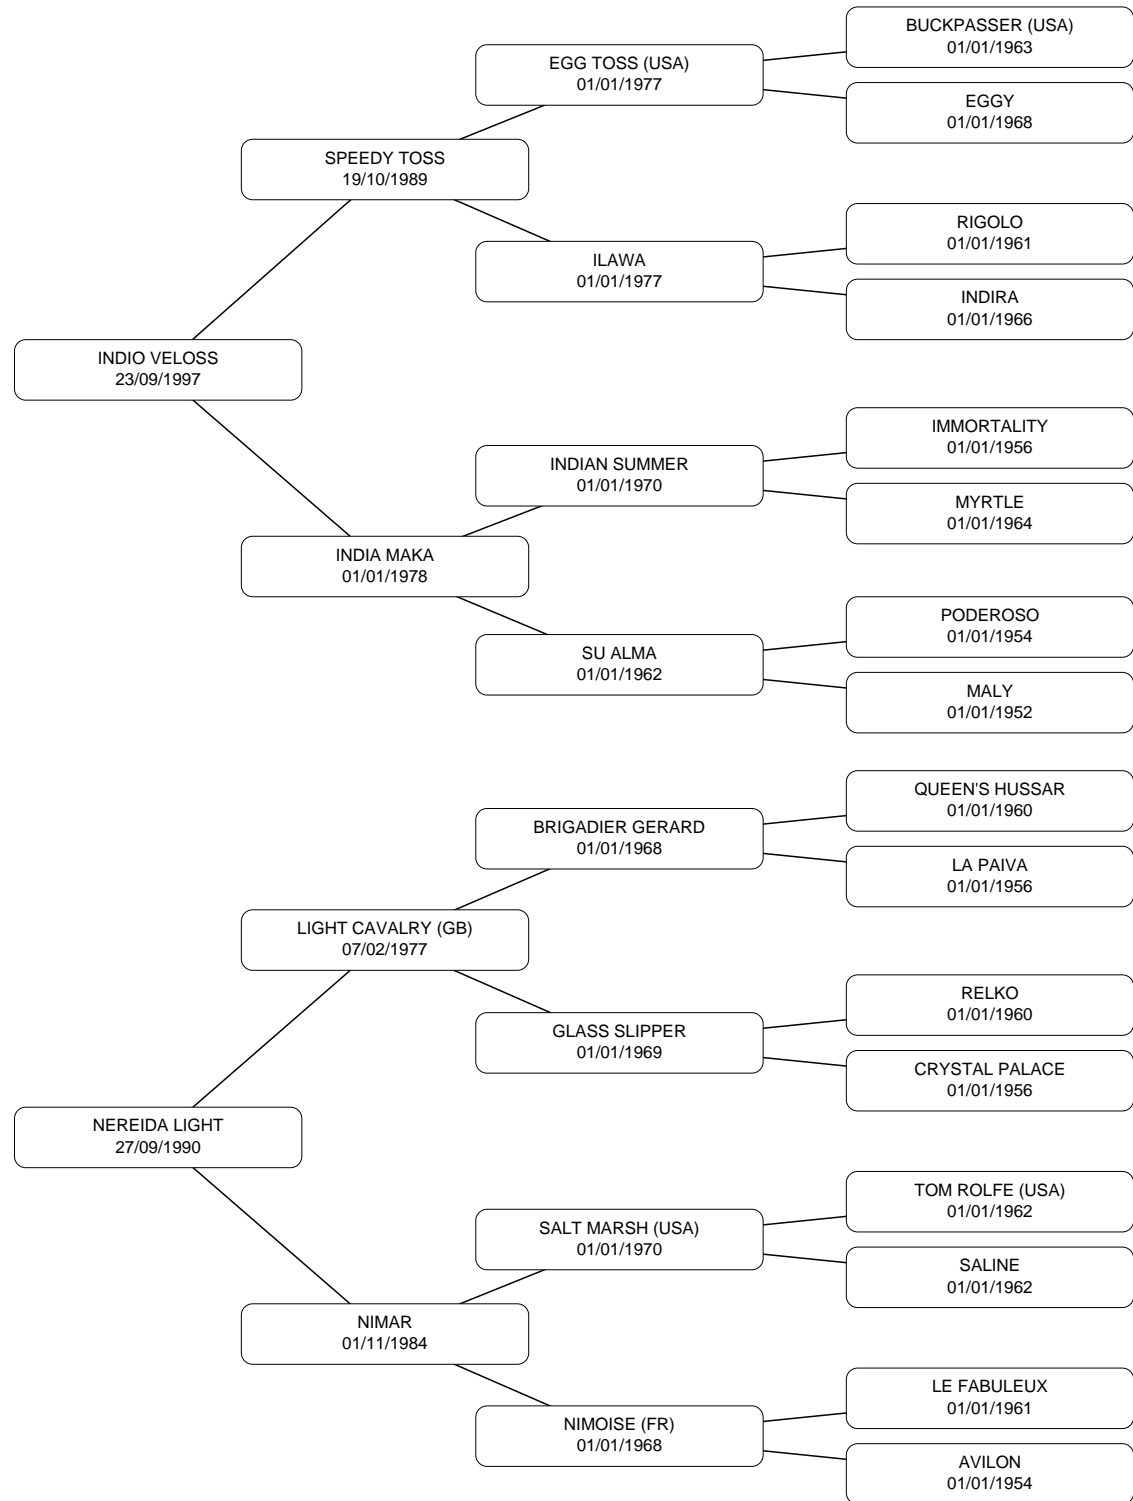 BUCKPASSER (USA)
01/01/1963
EGG TOSS (USA)
01/01/1977
EGGY
01/01/1968
SPEEDY TOSS
19/10/1989
RIGOLO
01/01/1961
ILAWA
01/01/1977
INDIRA
01/01/1966
INDIO VELOSS
23/09/1997
IMMORTALITY
01/01/1956
INDIAN SUMMER
01/01/1970
MYRTLE
01/01/1964
INDIA MAKA
01/01/1978
PODEROSO
01/01/1954
SU ALMA
01/01/1962
MALY
01/01/1952
QUEEN'S HUSSAR
01/01/1960
BRIGADIER GERARD
01/01/1968
LA PAIVA
01/01/1956
LIGHT CAVALRY (GB)
07/02/1977
RELKO
01/01/1960
GLASS SLIPPER
01/01/1969
CRYSTAL PALACE
01/01/1956
NEREIDA LIGHT
27/09/1990
TOM ROLFE (USA)
01/01/1962
SALT MARSH (USA)
01/01/1970
SALINE
01/01/1962
NIMAR
01/11/1984
LE FABULEUX
01/01/1961
NIMOISE (FR)
01/01/1968
AVILON
01/01/1954